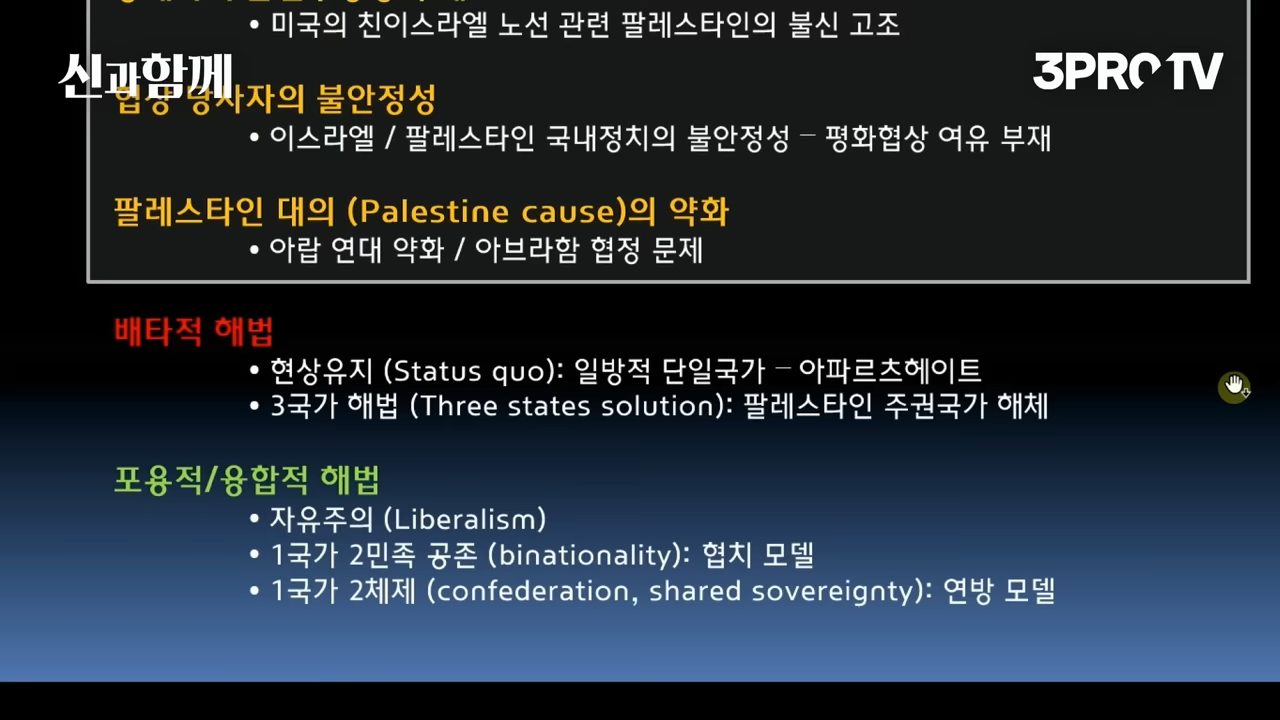 • 미국의 친이스라엘 노선 관련 팔레스타인의 불신 고조
신과함께
3PROTV
당사자의 불안정성
• 이스라엘 / 팔레스타인 국내정치의 불안정성 – 평화협상 여유 부재
팔레스타인 대의 (Palestine cause)의 약화
• 아랍 연대 약화 / 아브라함 협정 문제
배타적 해법
• 현상유지 (Status quo): 일방적 단일국가 – 아파르츠헤이트
• 3국가 해법 (Three states solution): 팔레스타인 주권국가 해체
포용적/융합적 해법
• 자유주의 (Liberalism)
• 1국가 2민족 공존 (binationality): 협치 모델
• 1국가 2체제 (confederation, shared sovereignty): 연방 모델